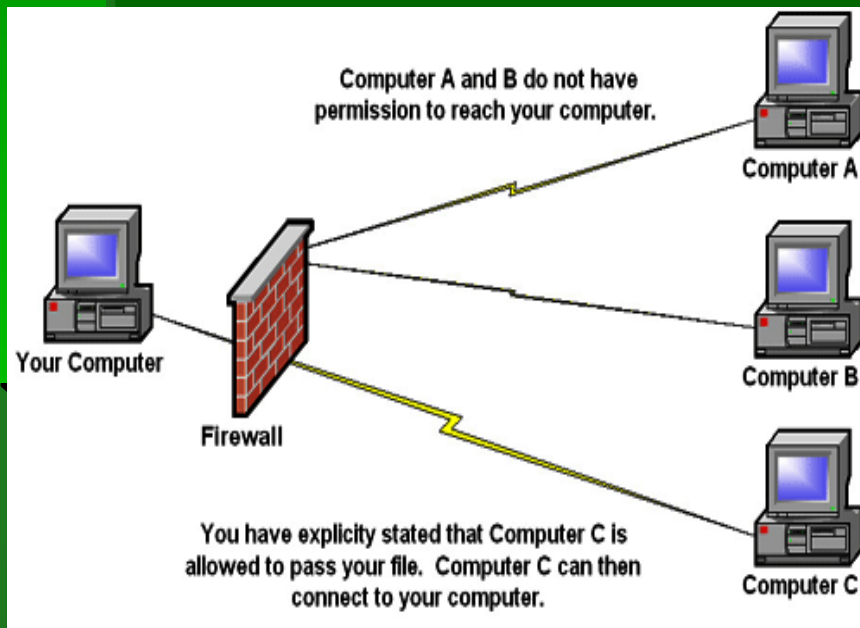 Computer A and B do not have
permission to reach your computer.
Computer A
Your Computer
Firewall
Computer B
You have explicity stated that Computer C is
allowed to pass your file. Computer C can then
connect to your computer.
Computer C